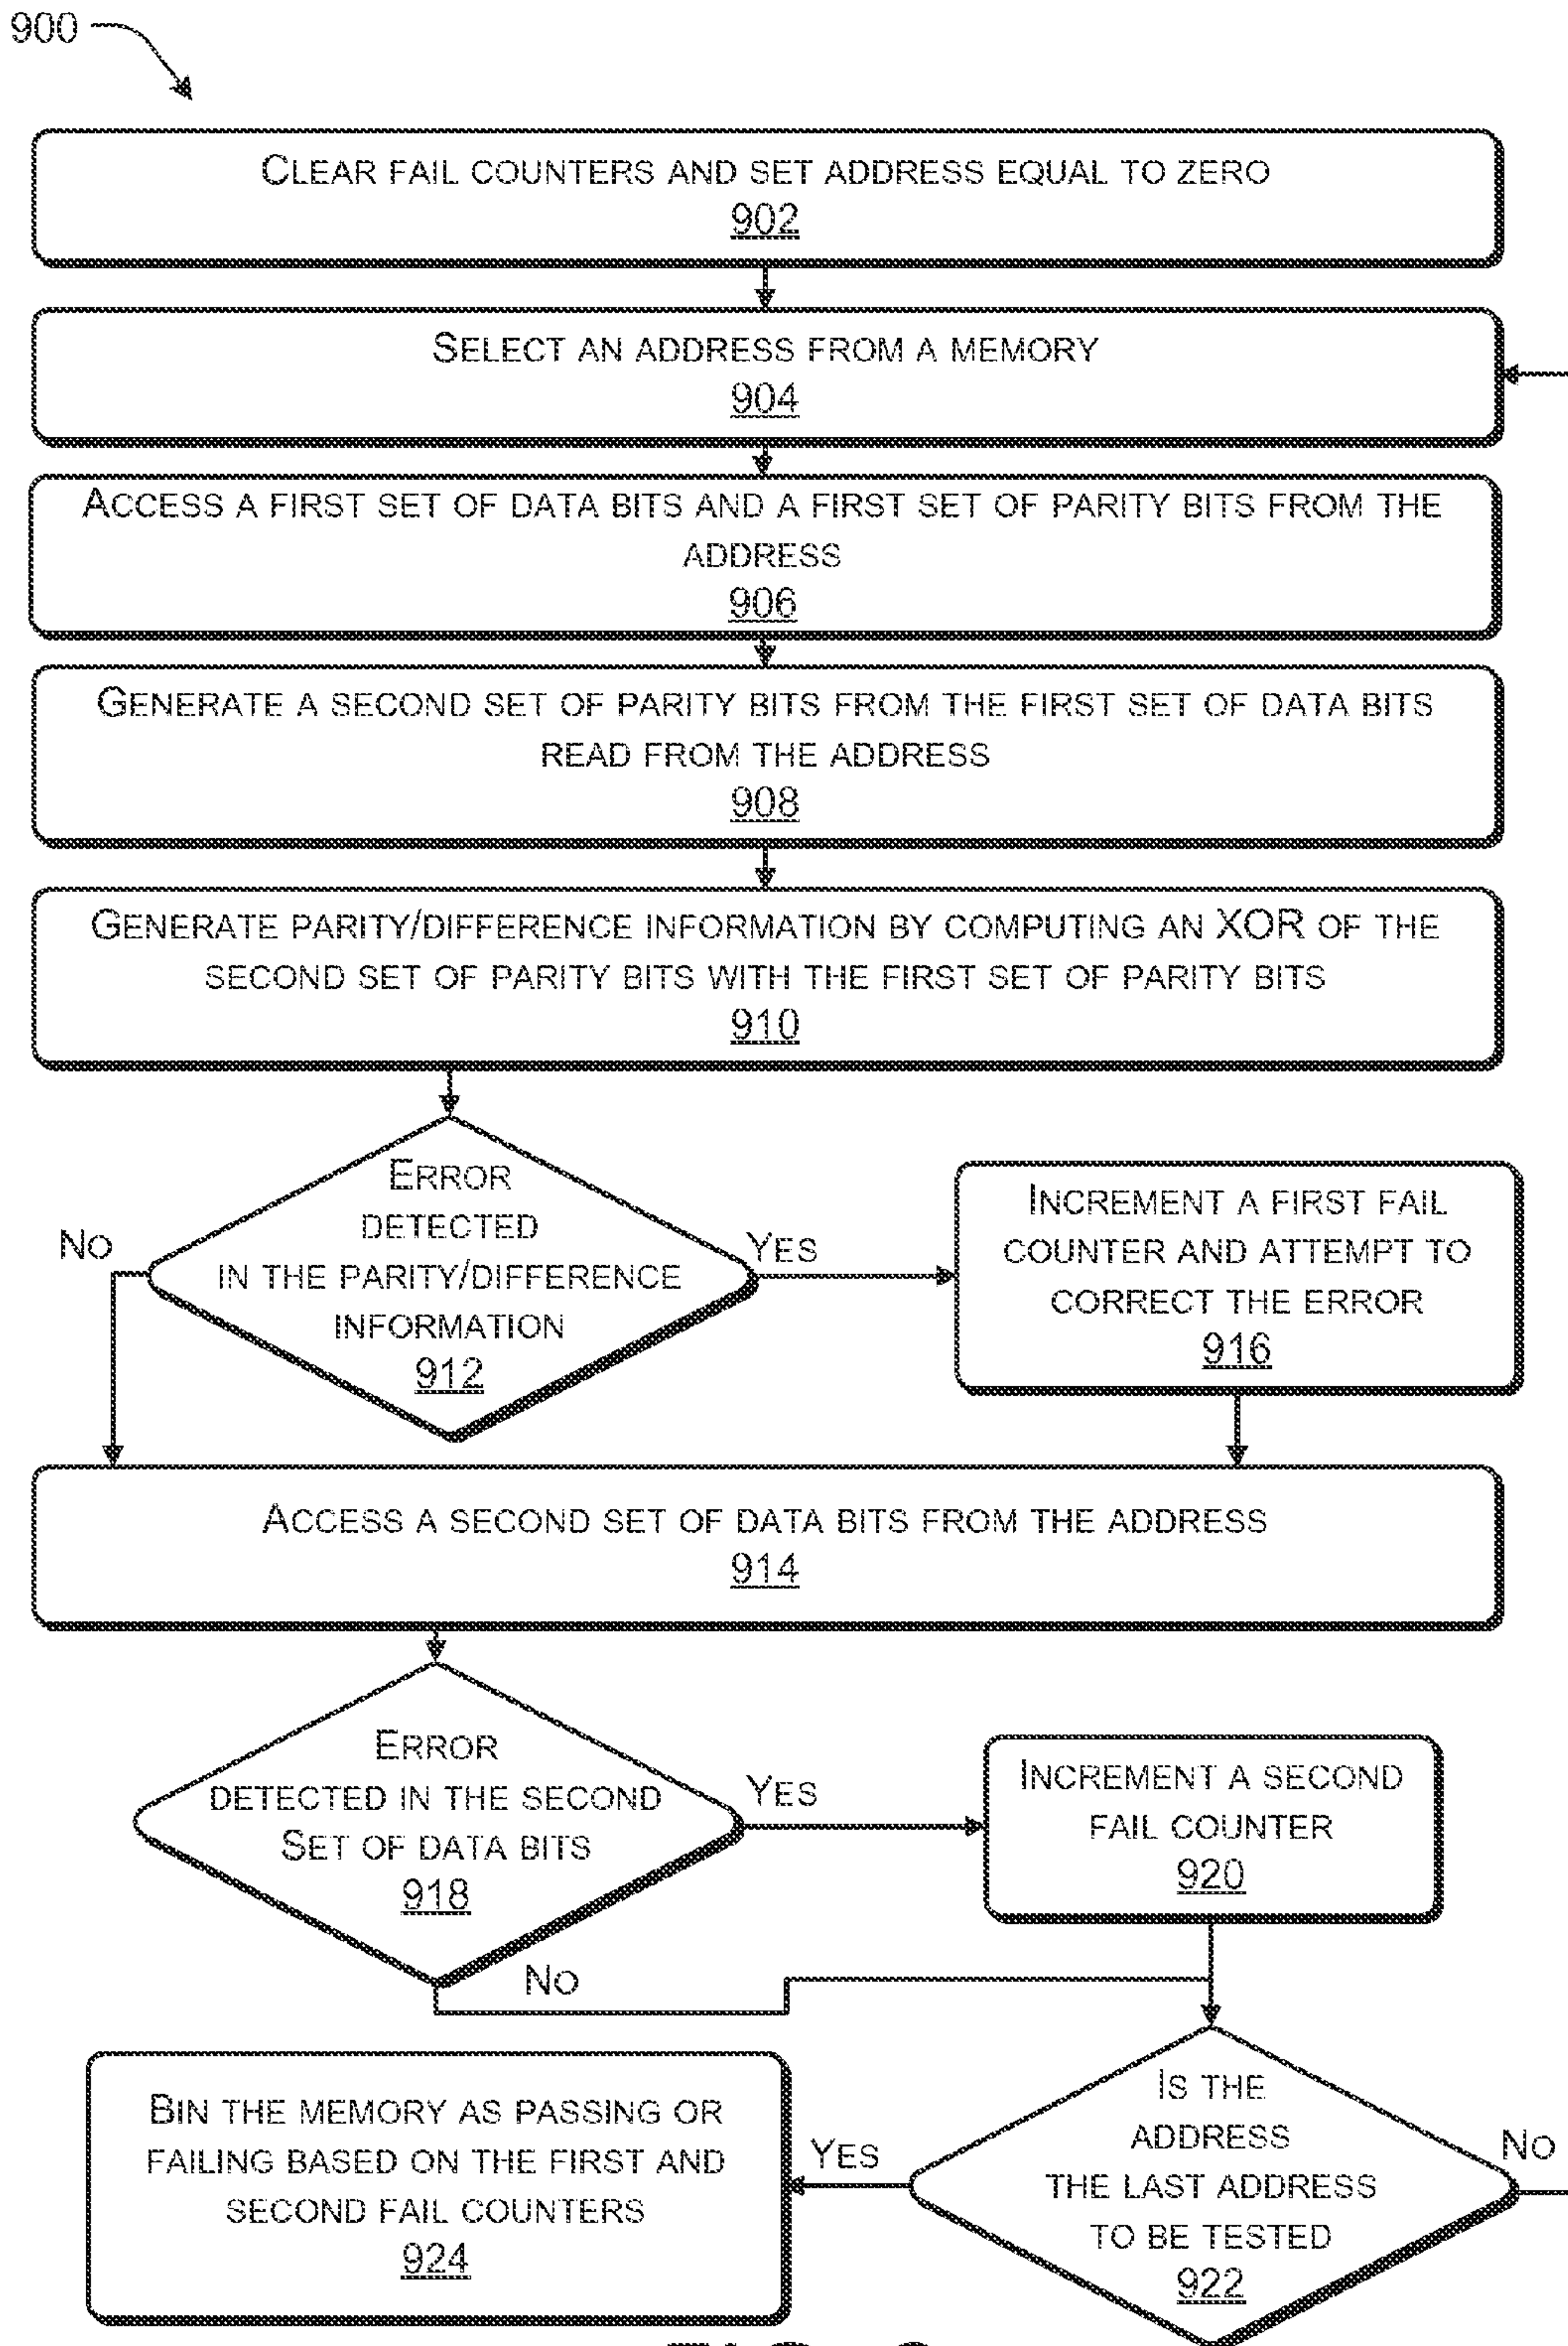 900
CLEAR FAIL COUNTERS AND SET ADDRESS EQUAL TO ZERO
902
SELECT AN ADDRESS FROM A MEMORY
904
ACCESS A FIRST SET OF DATA BITS AND A FIRST SET OF PARITY BITS FROM THE
ADDRESS
906
GENERATE A SECOND SET OF PARITY BITS FROM THE FIRST SET OF DATA BITS
READ FROM THE ADDRESS
908
GENERATE PARITY/DIFFERENCE INFORMATION BY COMPUTING AN XOR OF THE
SECOND SET OF PARITY BITS WITH THE FIRST SET OF PARITY BITS
910
ERROR
DETECTED
IN THE PARITY/DIFFERENCE
INFORMATION
912
NO
YES
INCREMENT A FIRST FAIL
COUNTER AND ATTEMPT TO
CORRECT THE ERROR
916
ACCESS A SECOND SET OF DATA BITS FROM THE ADDRESS
914
ERROR
DETECTED IN THE SECOND
SET OF DATA BITS
918
YES
NO
INCREMENT A SECOND
FAIL COUNTER
920
IS THE
ADDRESS
THE LAST ADDRESS
TO BE TESTED
922
YES
NO
BIN THE MEMORY AS PASSING OR
FAILING BASED ON THE FIRST AND
SECOND FAIL COUNTERS
924